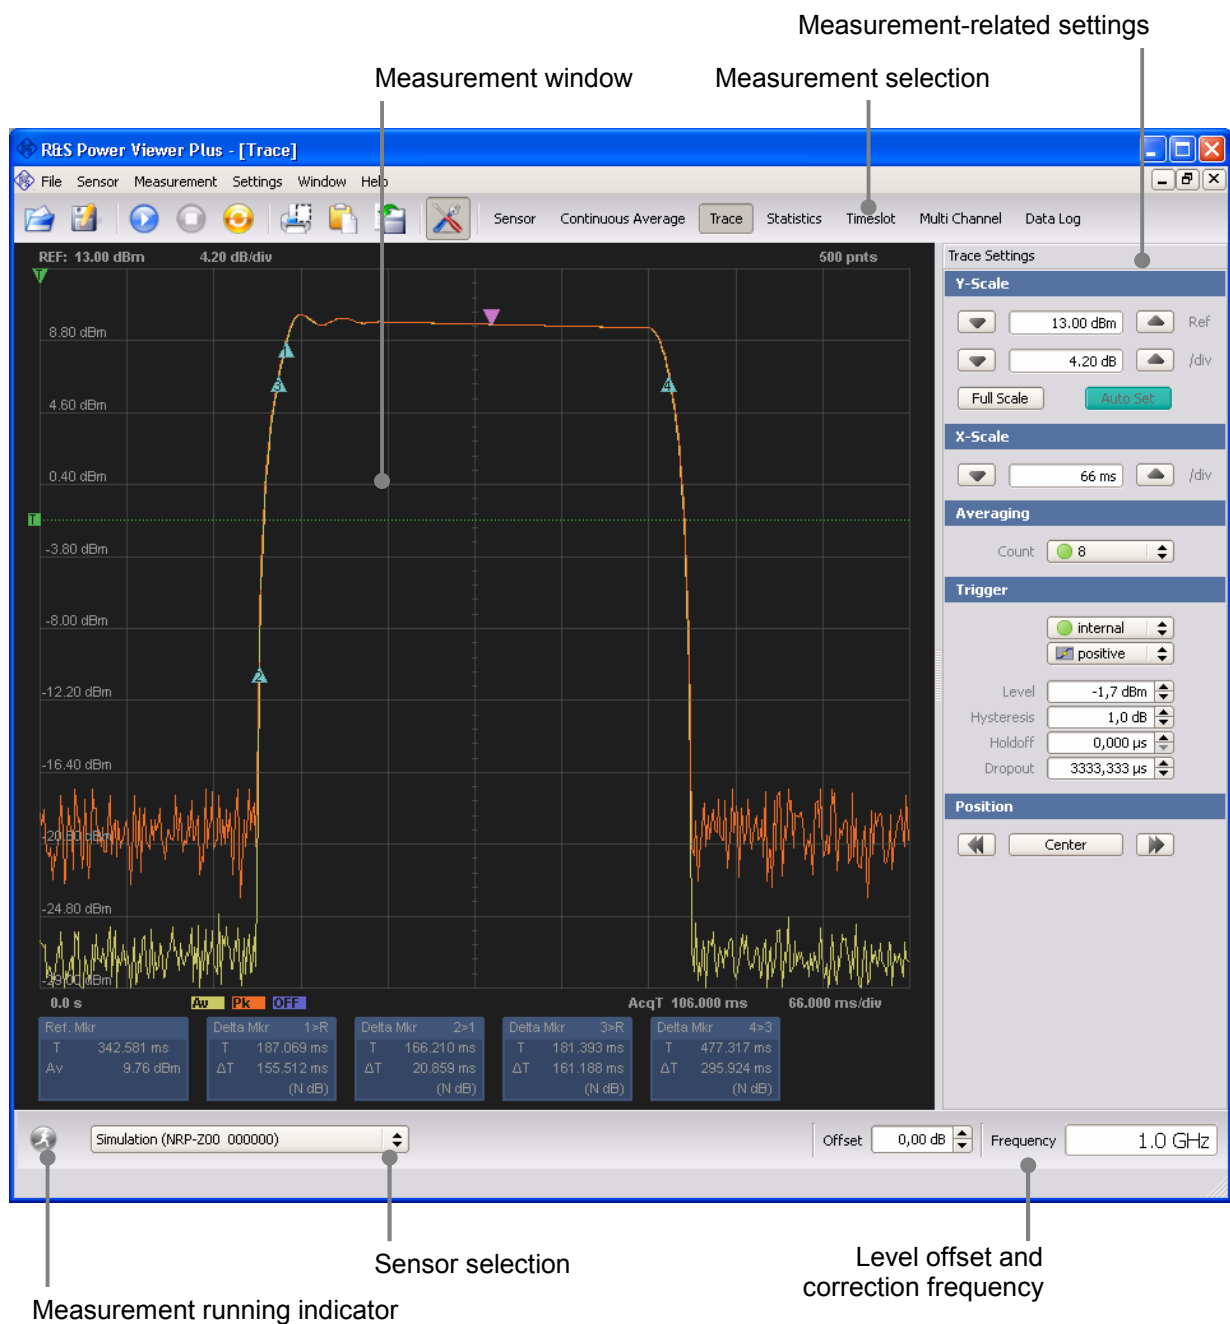 Measurement-related settings
Measurement window
Measurement selection
R&S Power Viewer Plus - [Trace]
File Sensor Measurement Settings Window Help
Sensor Continuous Average Trace Statistics Timeslot Multi Channel Data Log
REF: 13.00 dBm 4.20 dB/div 500 pnts
T
8.80 dBm
4.60 dBm
0.40 dBm
T
-3.80 dBm
-8.00 dBm
-12.20 dBm
-16.40 dBm
-20.60 dBm
-24.80 dBm
-29.00 dBm
1
3
4
2
0.0 s Av Pk OFF AcqT 106.000 ms 66.000 ms/div
Ref. Mkr
T 342.581 ms
Av 9.76 dBm
Delta Mkr 1>R
T 187.069 ms
ΔT 155.512 ms
(N dB)
Delta Mkr 2>1
T 166.210 ms
ΔT 20.859 ms
(N dB)
Delta Mkr 3>R
T 181.393 ms
ΔT 161.188 ms
(N dB)
Delta Mkr 4>3
T 477.317 ms
ΔT 295.924 ms
(N dB)
Trace Settings
Y-Scale
13.00 dBm Ref
4.20 dB /div
Full Scale Auto Set
X-Scale
66 ms /div
Averaging
Count 8
Trigger
internal
positive
Level -1,7 dBm
Hysteresis 1,0 dB
Holdoff 0,000 µs
Dropout 3333,333 µs
Position
Center
Simulation (NRP-Z00 000000)
Offset 0,00 dB Frequency 1.0 GHz
Sensor selection
Level offset and
correction frequency
Measurement running indicator